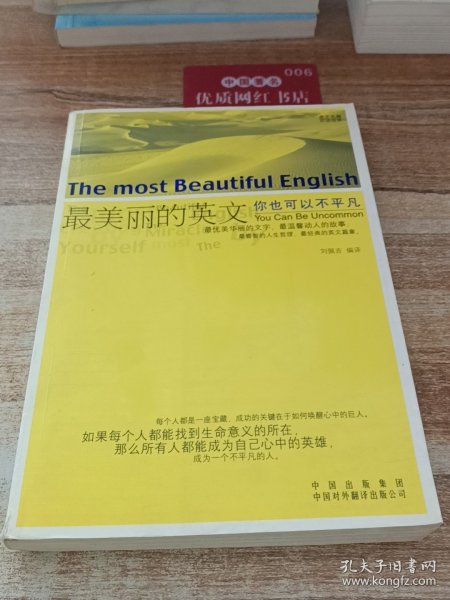 006
中国著名
优质网红书店
The most Beautiful English
最美丽的英文 你也可以不平凡
You Can Be Uncommon
最优美华丽的文字,最温馨动人的故事
最睿智的人生哲理,最经典的英文篇章。
Yourself most The
刘佩吉 编译
每个人都是一座宝藏,成功的关键在于如何唤醒心中的巨人。
如果每个人都能找到生命意义的所在,
那么所有人都能成为自己心中的英雄,
成为一个不平凡的人。
中国出版集团
中国对外翻译出版公司
孔夫子旧书网
www.kongfz.com